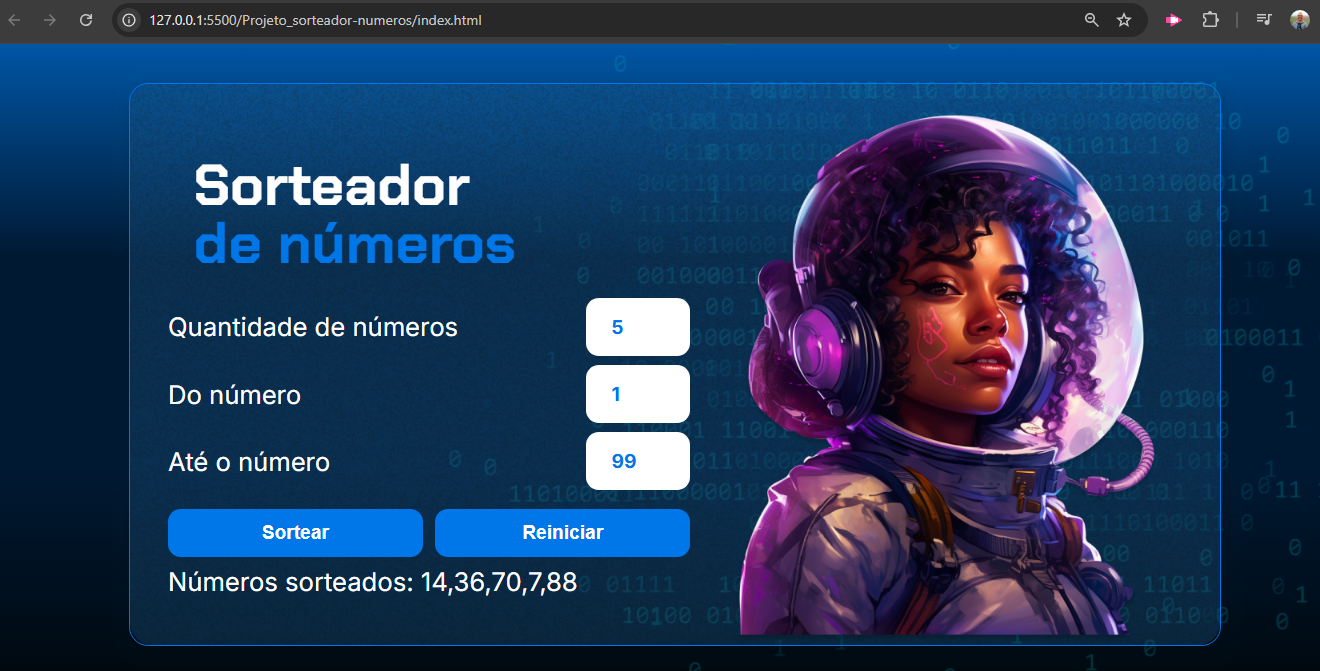 127.0.0.1:5500/Projeto_sorteador-numeros/index.html
Sorteador
de números
Quantidade de números 5
Do número 1
Até o número 99
Sortear Reiniciar
Números sorteados: 14,36,70,7,88